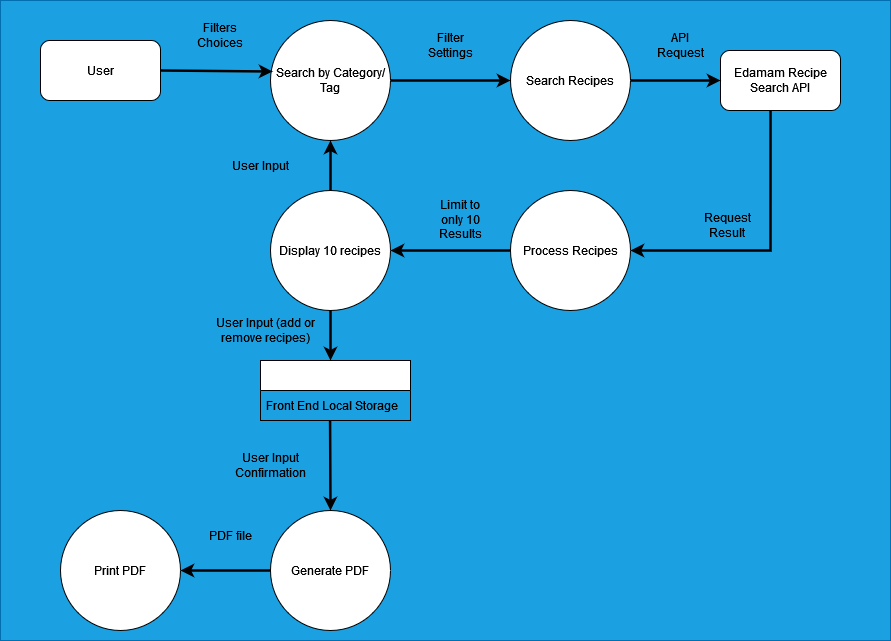 Filters
Choices
User
Search by Category/
Tag
Filter
Settings
Search Recipes
API
Request
Edamam Recipe
Search API
User Input
Limit to
only 10
Results
Request
Result
Display 10 recipes
Process Recipes
User Input (add or
remove recipes)
Front End Local Storage
User Input
Confirmation
PDF file
Print PDF
Generate PDF